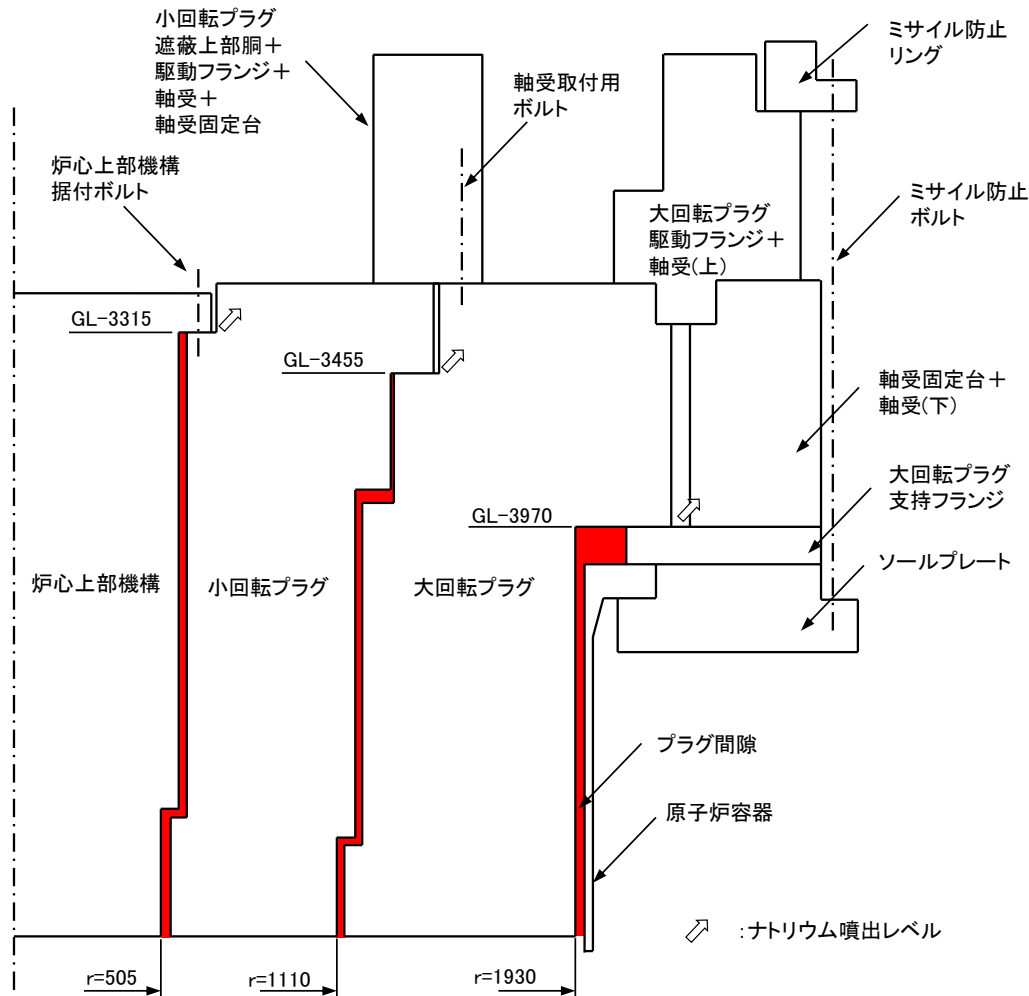 小回転プラグ
遮蔽上部胴＋
駆動フランジ＋
軸受＋
軸受固定台
軸受取付用
ボルト
ミサイル防止
リング
炉心上部機構
据付ボルト
大回転プラグ
駆動フランジ＋
軸受(上)
ミサイル防止
ボルト
GL-3315
GL-3455
軸受固定台＋
軸受(下)
GL-3970
大回転プラグ
支持フランジ
ソールプレート
炉心上部機構
小回転プラグ
大回転プラグ
プラグ間隙
原子炉容器
:ナトリウム噴出レベル
r=505
r=1110
r=1930